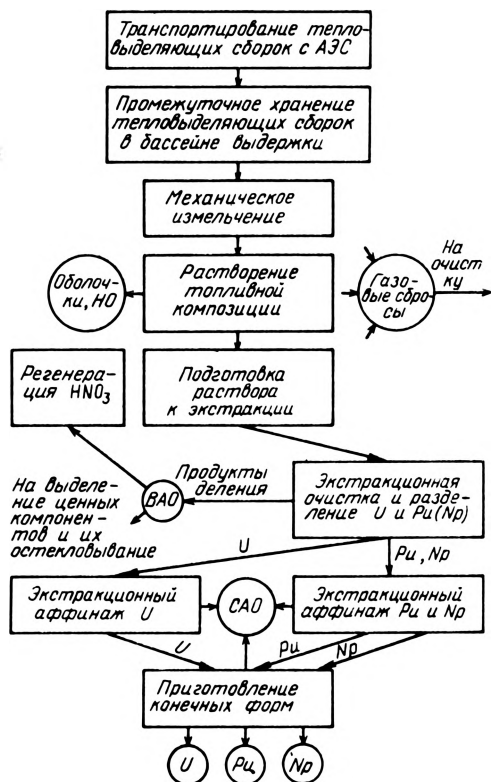 Транспортирование тепло-
выделяющих сборок с АЭС
Промежуточное хранение
тепловыделяющих сборок
в бассейне выдержки
Механическое
измельчение
Оболоч-
ки, НО
Растворение
топливной
композиции
Газо-
вые сбро-
сы
На
очист
ку
Регенера-
ция HNO3
Подготовка
раствора
к экстракции
На выделе-
ние ценных
компонен-
тов и их
остекловывание
ВАО
Продукты
деления
Экстракционная
очистка и разде-
ление U и Pu(Np)
U
Pu, Np
Экстракционный
аффинаж U
САО
Экстракционный
аффинаж Pu и Np
U
Pu
Np
Приготовление
конечных форм
U
Pu
Np